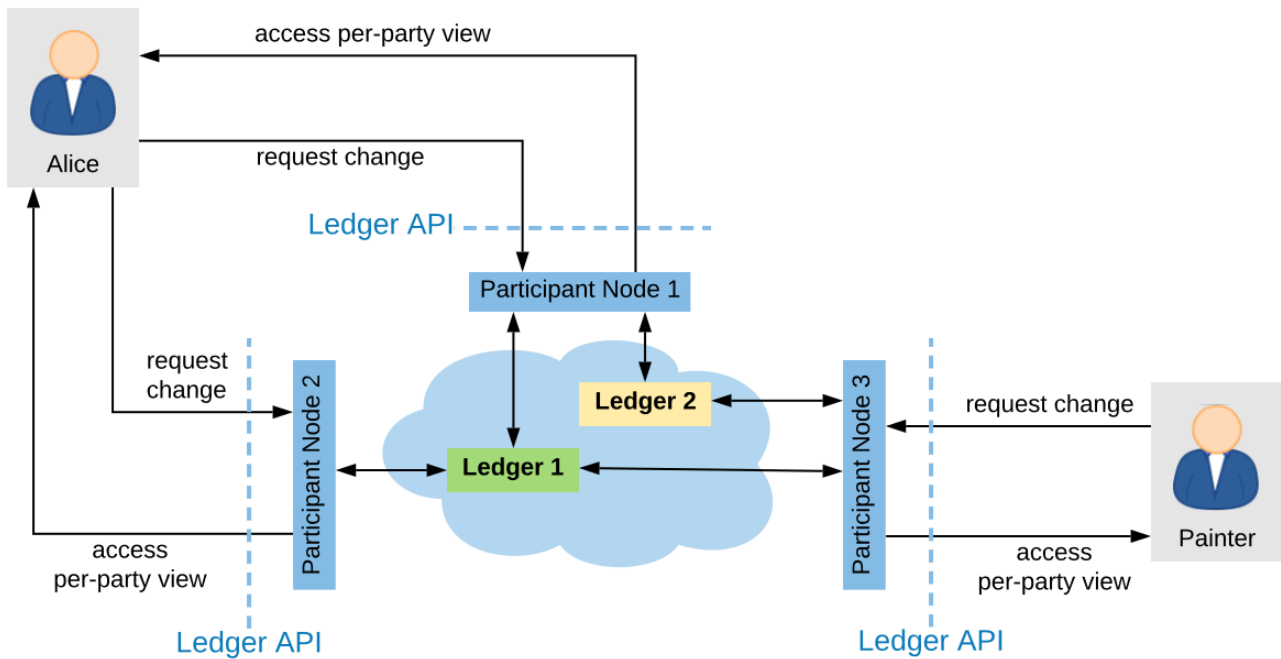 access per-party view
Alice
request change
Ledger API
Participant Node 1
request
change
Participant Node 2
Ledger 2
Ledger 1
Participant Node 3
request change
Painter
access
per-party view
access
per-party view
Ledger API
Ledger API